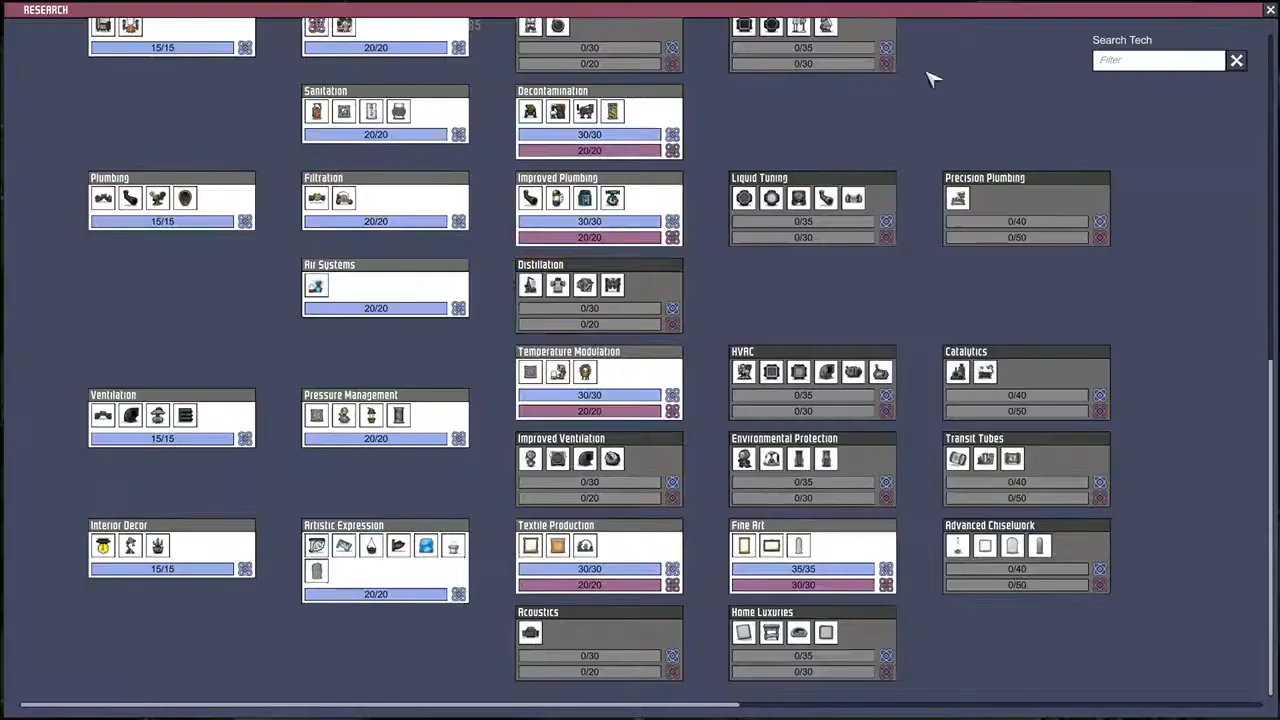 RESEARCH
15/15
20/20
0/30
0/20
0/35
0/30
Search Tech
Filter
Sanitation
20/20
Decontamination
30/30
20/20
Plumbing
15/15
Filtration
20/20
Improved Plumbing
30/30
20/20
Liquid Tuning
0/35
0/30
Precision Plumbing
0/40
0/50
Air Systems
20/20
Distillation
0/30
0/20
Temperature Modulation
30/30
20/20
HVAC
0/35
0/30
Catalytics
0/40
0/50
Ventilation
15/15
Pressure Management
20/20
Improved Ventilation
0/30
0/20
Environmental Protection
0/35
0/30
Transit Tubes
0/40
0/50
Interior Decor
15/15
Artistic Expression
20/20
Textile Production
30/30
20/20
Fine Art
35/35
30/30
Advanced Chiselwork
0/40
0/50
Acoustics
0/30
0/20
Home Luxuries
0/35
0/30